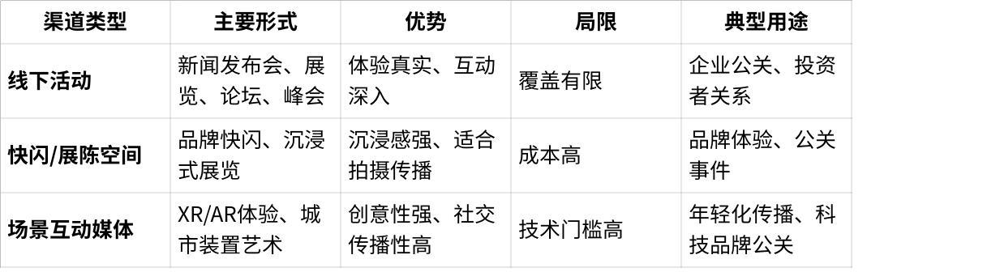 渠道类型 主要形式 优势 局限 典型用途
线下活动 新闻发布会、展览、论坛、峰会 体验真实、互动深入 覆盖有限 企业公关、投资者关系
快闪/展陈空间 品牌快闪、沉浸式展览 沉浸感强、适合拍摄传播 成本高 品牌体验、公关事件
场景互动媒体 XR/AR体验、城市装置艺术 创意性强、社交传播性高 技术门槛高 年轻化传播、科技品牌公关